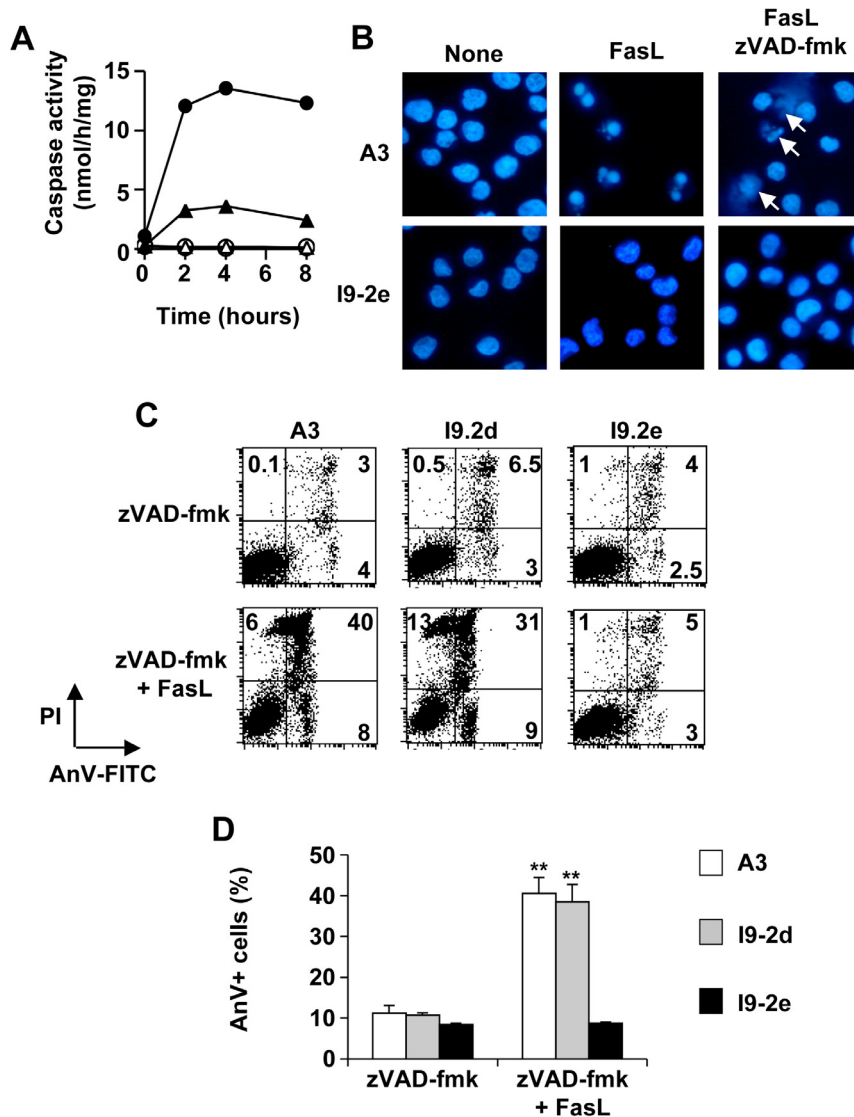 A
Caspase activity
(nmol/h/mg)
15
10
5
0
0 2 4 6 8
Time (hours)
B
None
FasL
FasL
zVAD-fmk
A3
I9-2e
C
A3
I9.2d
I9.2e
zVAD-fmk
0.1 3
4
0.5 6.5
3
1 4
2.5
zVAD-fmk
+ FasL
6 40
8
13 31
9
1 5
3
PI
AnV-FITC
D
AnV+ cells (%)
50
40
30
20
10
0
** **
zVAD-fmk
zVAD-fmk
+ FasL
A3
I9-2d
I9-2e